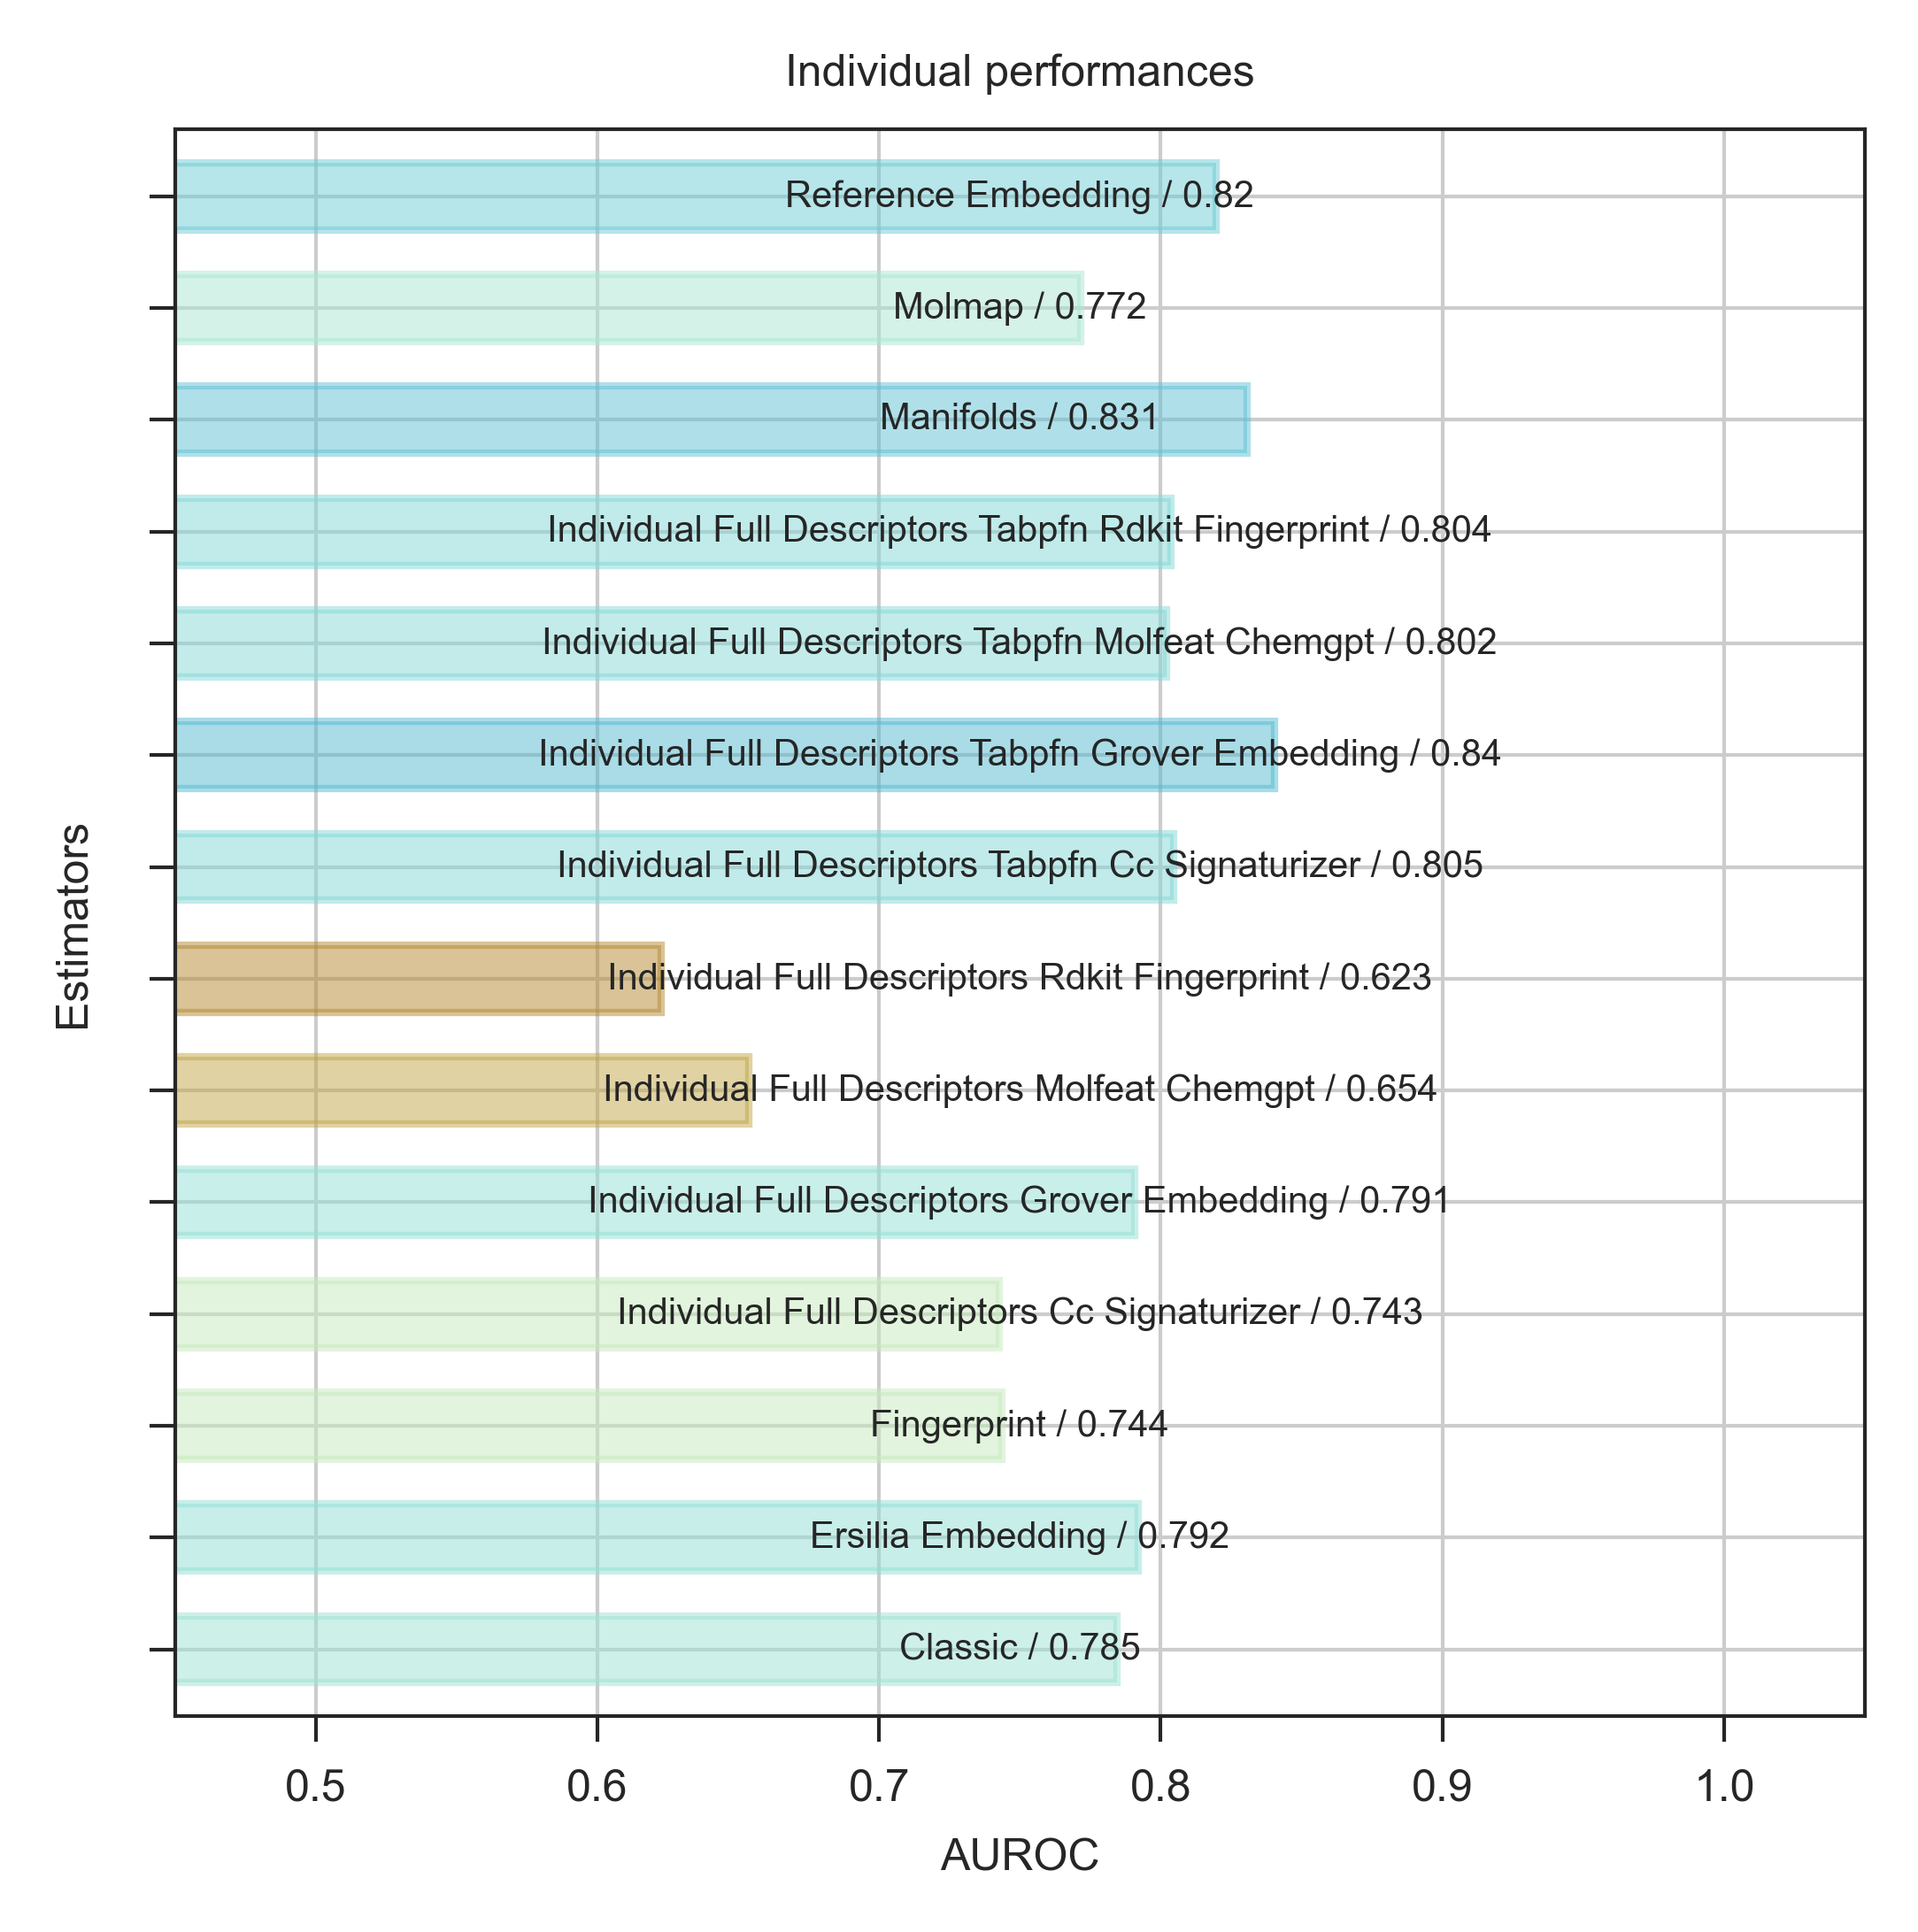 Individual performances
Reference Embedding / 0.82
Molmap / 0.772
Manifolds / 0.831
Individual Full Descriptors Tabpfn Rdkit Fingerprint / 0.804
Individual Full Descriptors Tabpfn Molfeat Chemgpt / 0.802
Individual Full Descriptors Tabpfn Grover Embedding / 0.84
Individual Full Descriptors Tabpfn Cc Signaturizer / 0.805
Individual Full Descriptors Rdkit Fingerprint / 0.623
Individual Full Descriptors Molfeat Chemgpt / 0.654
Individual Full Descriptors Grover Embedding / 0.791
Individual Full Descriptors Cc Signaturizer / 0.743
Fingerprint / 0.744
Ersilia Embedding / 0.792
Classic / 0.785
Estimators
0.5 0.6 0.7 0.8 0.9 1.0
AUROC